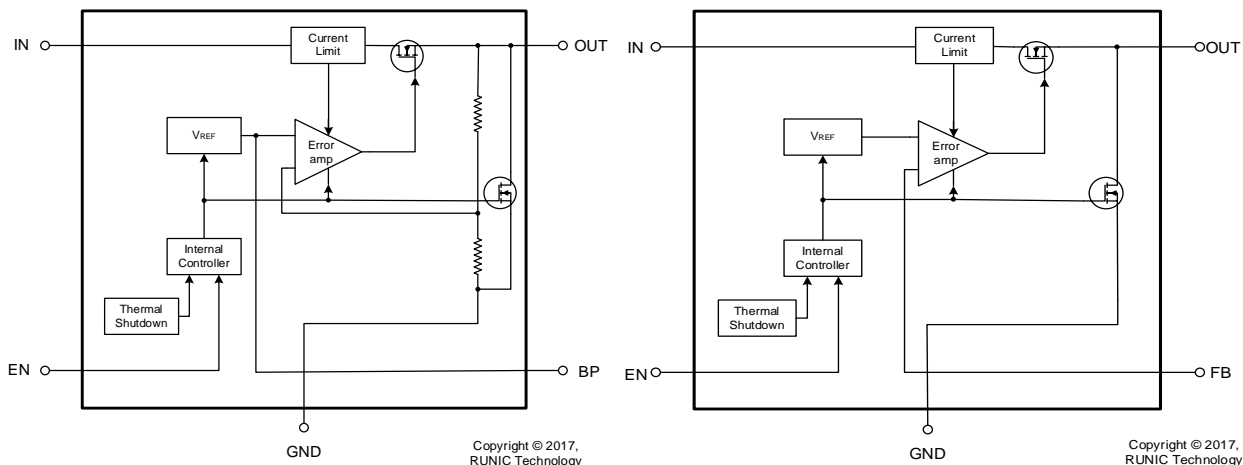 IN
Current
Limit
OUT
VREF
Error
amp
Internal
Controller
Thermal
Shutdown
EN
BP
GND
Copyright © 2017,
RUNIC Technology
IN
Current
Limit
OUT
VREF
Error
amp
Internal
Controller
Thermal
Shutdown
EN
FB
GND
Copyright © 2017,
RUNIC Technology